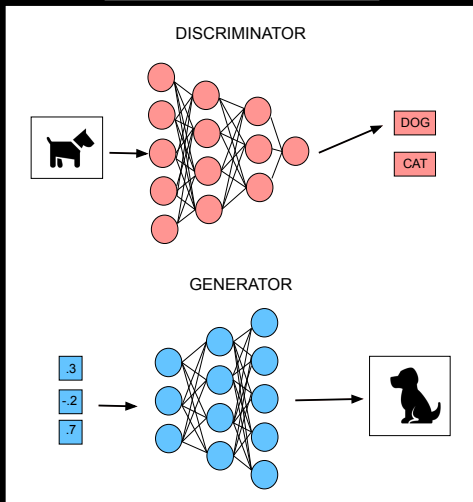 DISCRIMINATOR
DOG
CAT
GENERATOR
.3
-.2
.7